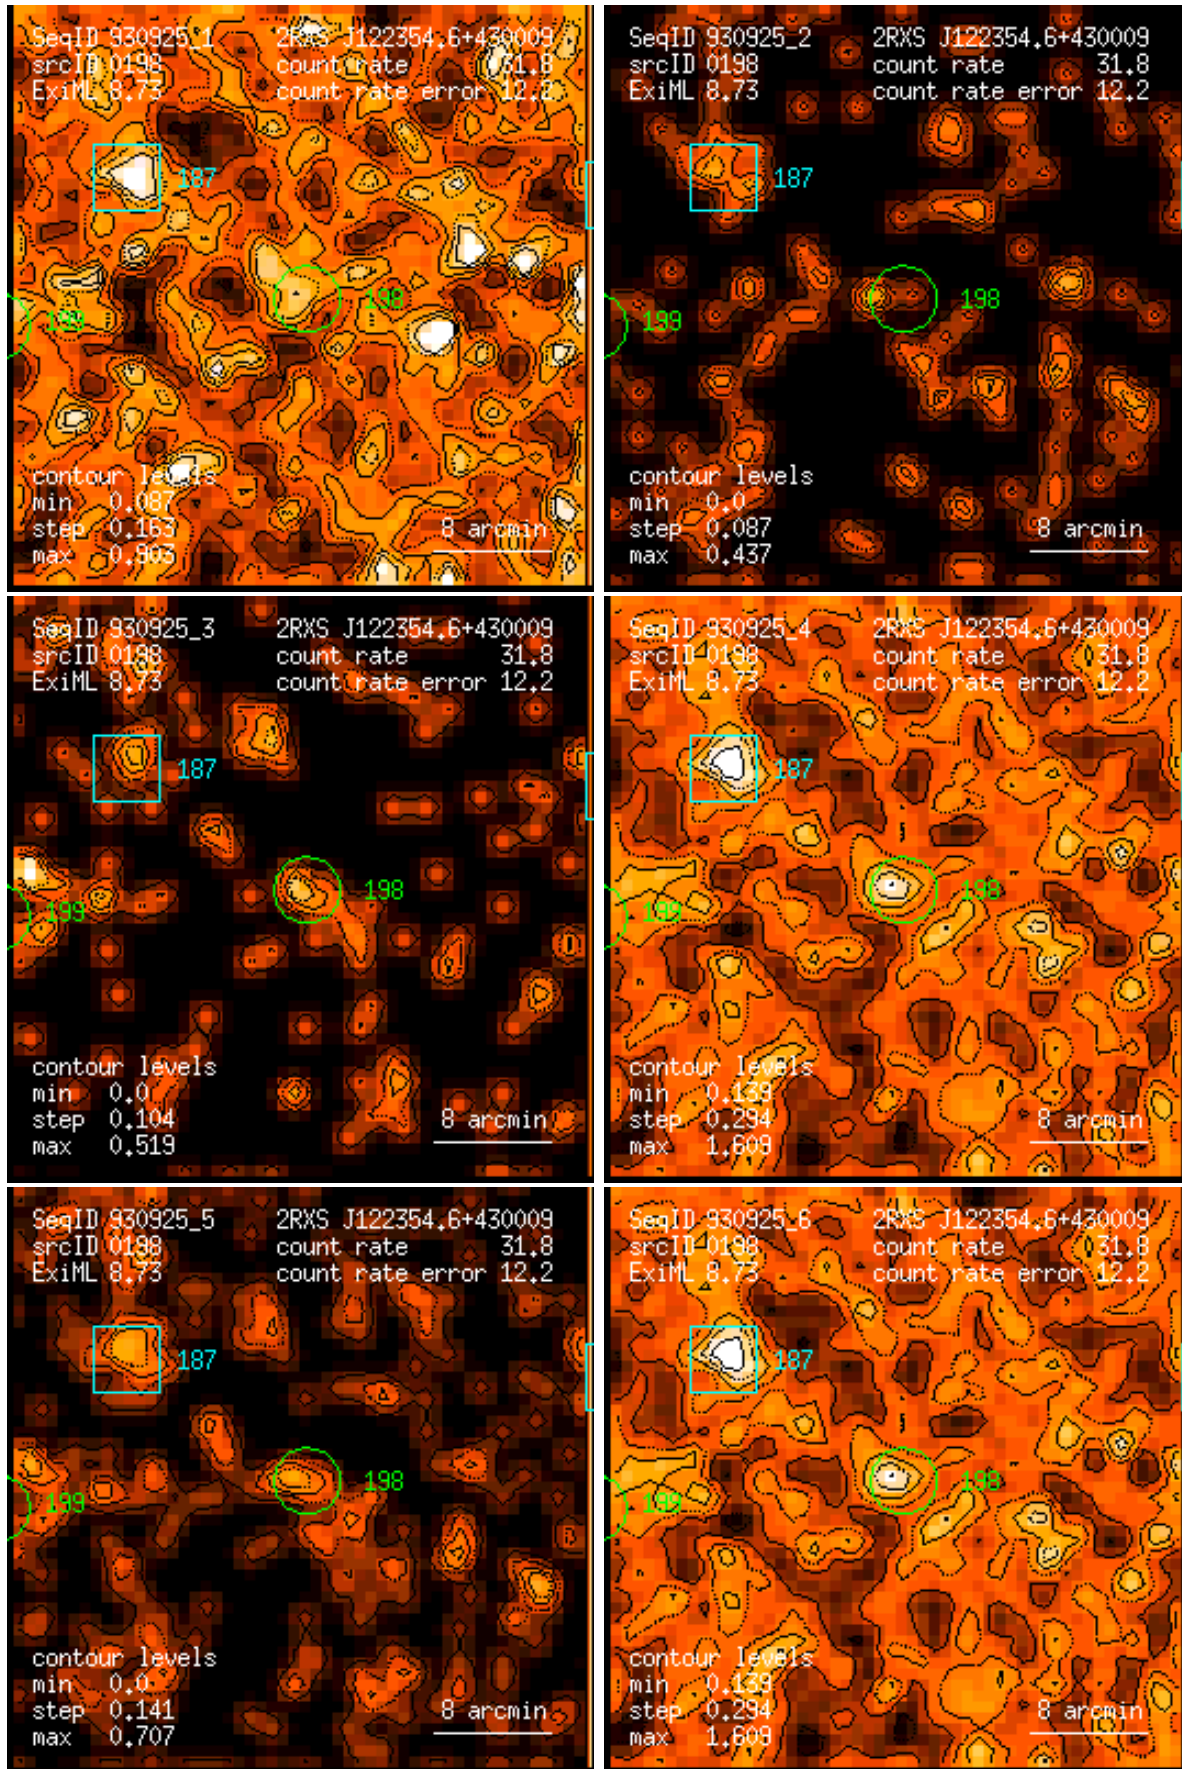 SeqID 930925_1 2RXS J122354.6+430009
srcID 0198 count rate 31.8
ExiML 8.73 count rate error 12.2
187
198
199
contour levels
min 0.087
step 0.163
max 0.903
8 arcmin
SeqID 930925_2 2RXS J122354.6+430009
srcID 0198 count rate 31.8
ExiML 8.73 count rate error 12.2
187
198
199
contour levels
min 0.0
step 0.087
max 0.437
8 arcmin
SeqID 930925_3 2RXS J122354.6+430009
srcID 0198 count rate 31.8
ExiML 8.73 count rate error 12.2
187
198
199
contour levels
min 0.0
step 0.104
max 0.519
8 arcmin
SeqID 930925_4 2RXS J122354.6+430009
srcID 0198 count rate 31.8
ExiML 8.73 count rate error 12.2
187
198
199
contour levels
min 0.139
step 0.294
max 1.609
8 arcmin
SeqID 930925_5 2RXS J122354.6+430009
srcID 0198 count rate 31.8
ExiML 8.73 count rate error 12.2
187
198
199
contour levels
min 0.0
step 0.141
max 0.707
8 arcmin
SeqID 930925_6 2RXS J122354.6+430009
srcID 0198 count rate 31.8
ExiML 8.73 count rate error 12.2
187
198
199
contour levels
min 0.139
step 0.294
max 1.609
8 arcmin